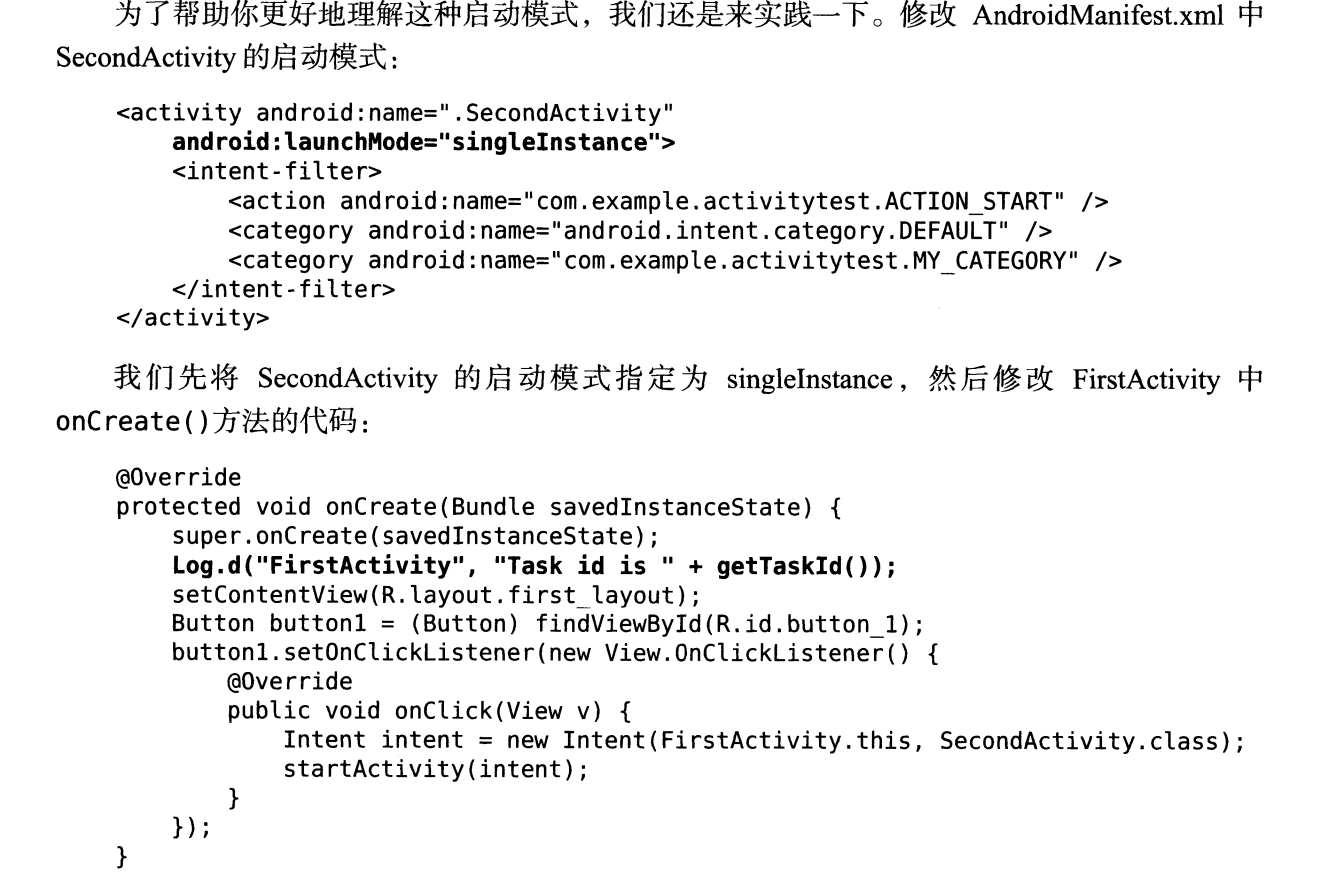 为了帮助你更好地理解这种启动模式，我们还是来实践一下。修改 AndroidManifest.xml 中
SecondActivity 的启动模式：
<activity android:name=".SecondActivity"
    android:launchMode="singleInstance">
    <intent-filter>
        <action android:name="com.example.activitytest.ACTION_START" />
        <category android:name="android.intent.category.DEFAULT" />
        <category android:name="com.example.activitytest.MY_CATEGORY" />
    </intent-filter>
</activity>
我们先将 SecondActivity 的启动模式指定为 singleInstance，然后修改 FirstActivity 中
onCreate()方法的代码：
@Override
protected void onCreate(Bundle savedInstanceState) {
    super.onCreate(savedInstanceState);
    Log.d("FirstActivity", "Task id is " + getTaskId());
    setContentView(R.layout.first_layout);
    Button button1 = (Button) findViewById(R.id.button_1);
    button1.setOnClickListener(new View.OnClickListener() {
        @Override
        public void onClick(View v) {
            Intent intent = new Intent(FirstActivity.this, SecondActivity.class);
            startActivity(intent);
        }
    });
}